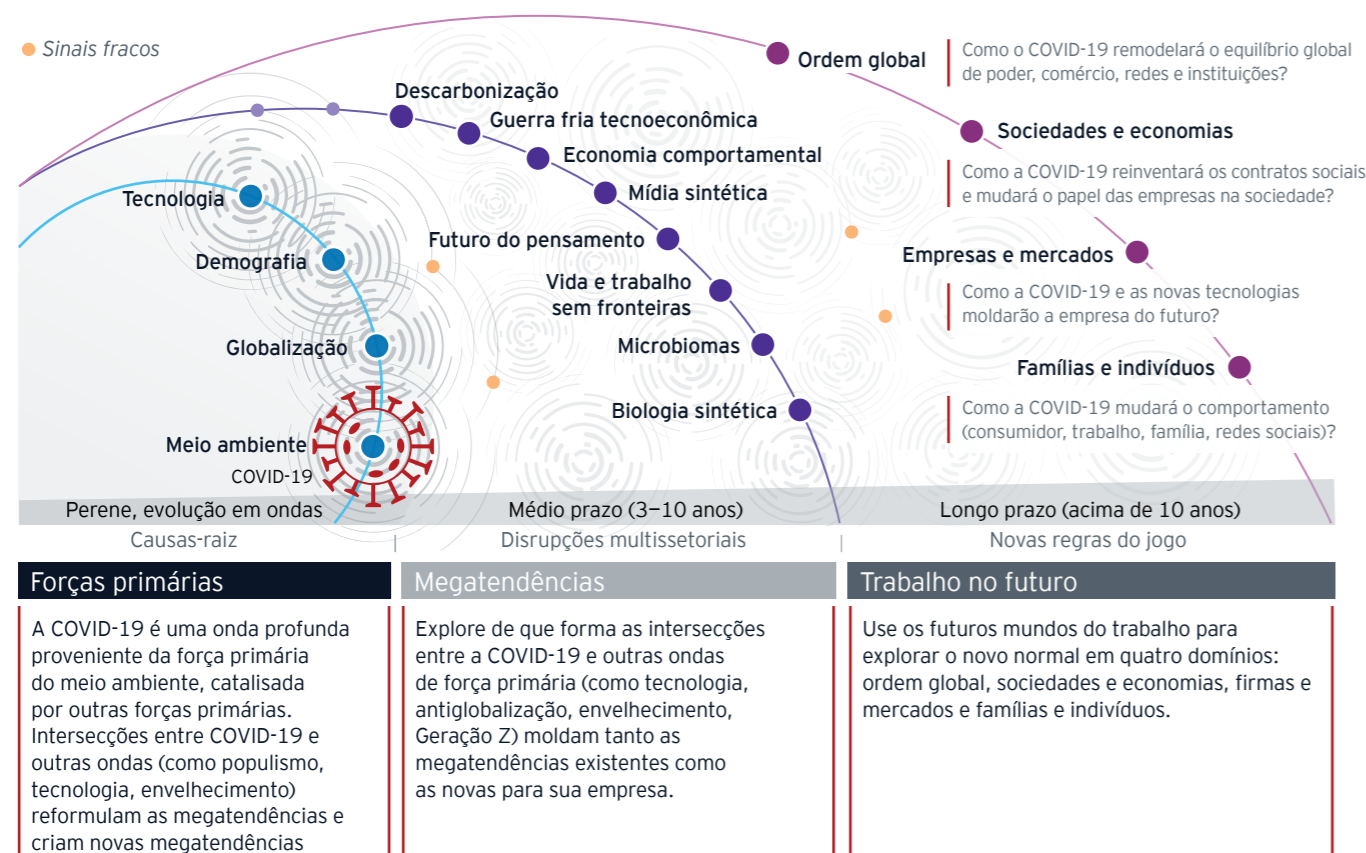 Sinais fracos
Ordem global
Como o COVID-19 remodelará o equilíbrio global
de poder, comércio, redes e instituições?
Descarbonização
Guerra fria tecnoeconômica
Sociedades e economias
Economia comportamental
Como a COVID-19 reinventará os contratos sociais
e mudará o papel das empresas na sociedade?
Tecnologia
Mídia sintética
Futuro do pensamento
Demografia
Empresas e mercados
Vida e trabalho
sem fronteiras
Como a COVID-19 e as novas tecnologias
moldarão a empresa do futuro?
Globalização
Microbiomas
Famílias e indivíduos
Biologia sintética
Como a COVID-19 mudará o comportamento
(consumidor, trabalho, família, redes sociais)?
Meio ambiente
COVID-19
Perene, evolução em ondas
Médio prazo (3–10 anos)
Longo prazo (acima de 10 anos)
Causas-raiz
Disrupções multissetoriais
Novas regras do jogo
Forças primárias
A COVID-19 é uma onda profunda
proveniente da força primária
do meio ambiente, catalisada
por outras forças primárias.
Intersecções entre COVID-19 e
outras ondas (como populismo,
tecnologia, envelhecimento)
reformulam as megatendências e
criam novas megatendências
Megatendências
Explore de que forma as intersecções
entre a COVID-19 e outras ondas
de força primária (como tecnologia,
antiglobalização, envelhecimento,
Geração Z) moldam tanto as
megatendências existentes como
as novas para sua empresa.
Trabalho no futuro
Use os futuros mundos do trabalho para
explorar o novo normal em quatro domínios:
ordem global, sociedades e economias, firmas e
mercados e famílias e indivíduos.